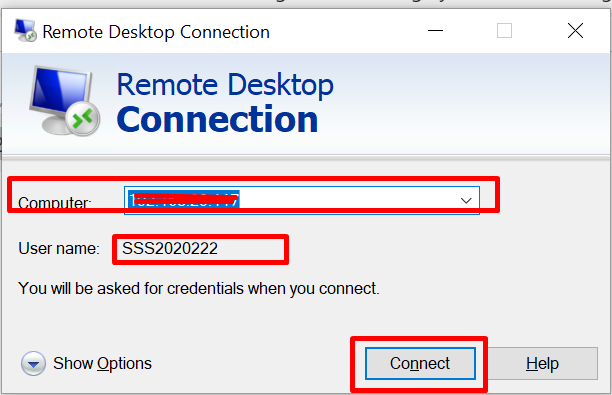 Remote Desktop Connection
Remote Desktop
Connection
Computer:
User name: SSS2020222
You will be asked for credentials when you connect.
Show Options
Connect
Help